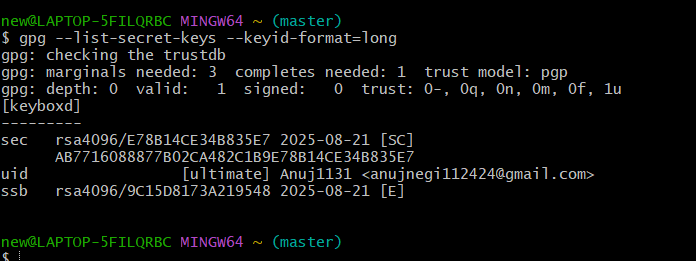 new@LAPTOP-5FILQRBC MINGW64 ~ (master)
$ gpg --list-secret-keys --keyid-format=long
gpg: checking the trustdb
gpg: marginals needed: 3  completes needed: 1  trust model: pgp
gpg: depth: 0  valid:   1  signed:   0  trust: 0-, 0q, 0n, 0m, 0f, 1u
[keyboxd]
---------
sec   rsa4096/E78B14CE34B835E7 2025-08-21 [SC]
      AB7716088877B02CA482C1B9E78B14CE34B835E7
uid                 [ultimate] Anuj1131 <anujnegi112424@gmail.com>
ssb   rsa4096/9C15D8173A219548 2025-08-21 [E]
new@LAPTOP-5FILQRBC MINGW64 ~ (master)
$